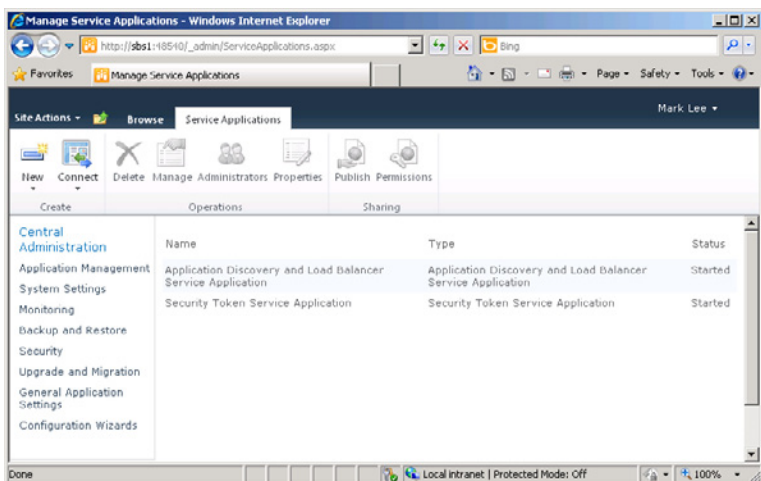 Manage Service Applications - Windows Internet Explorer
http://sbs1:48540/_admin/ServiceApplications.aspx
Bing
Favorites
Manage Service Applications
Page
Safety
Tools
Site Actions
Browse
Service Applications
Mark Lee
New
Connect
Delete
Manage
Administrators
Properties
Publish
Permissions
Create
Operations
Sharing
Central
Administration
Application Management
System Settings
Monitoring
Backup and Restore
Security
Upgrade and Migration
General Application
Settings
Configuration Wizards
Name Type Status
Application Discovery and Load Balancer Application Discovery and Load Balancer Started
Service Application Service Application
Security Token Service Application Security Token Service Application Started
Done
Local intranet | Protected Mode: Off
100%